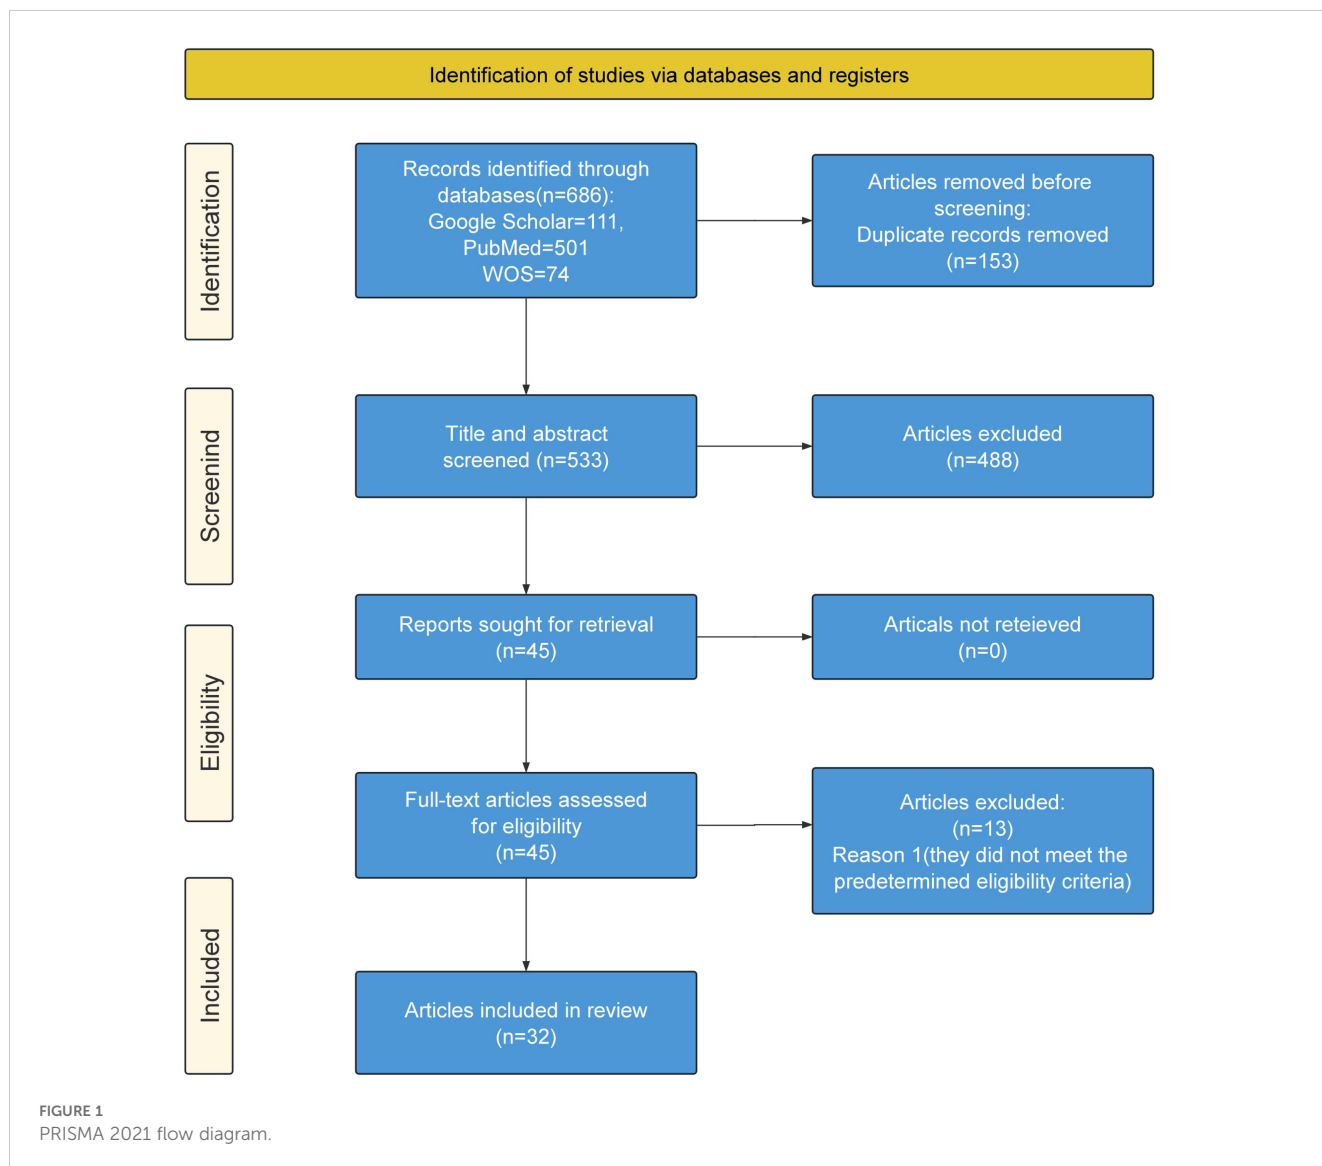 Identification of studies via databases and registers
Identification
Records identified through
databases(n=686):
Google Scholar=111,
PubMed=501
WOS=74
Articles removed before
screening:
Duplicate records removed
(n=153)
Screenind
Title and abstract
screened (n=533)
Articles excluded
(n=488)
Eligibility
Reports sought for retrieval
(n=45)
Articals not reteieved
(n=0)
Full-text articles assessed
for eligibility
(n=45)
Articles excluded:
(n=13)
Reason 1(they did not meet the
predetermined eligibility criteria)
Included
Articles included in review
(n=32)
FIGURE 1
PRISMA 2021 flow diagram.